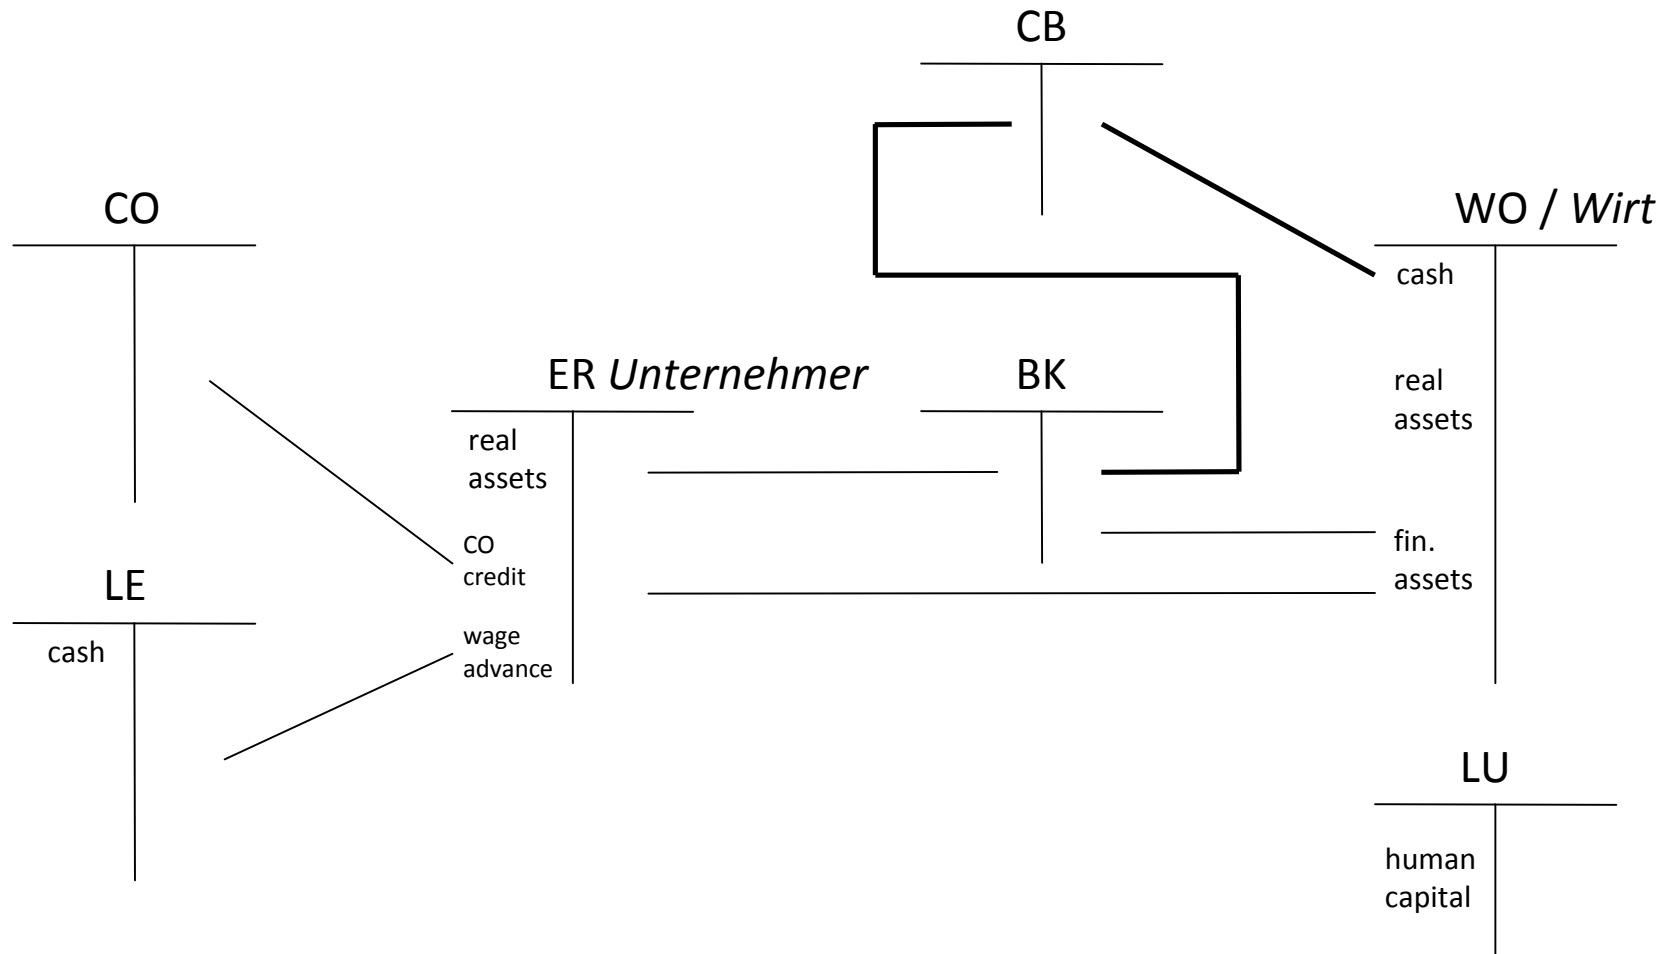 CB
CO
WO / Wirt
cash
ER Unternehmer
BK
real
assets
real
assets
CO
credit
fin.
assets
LE
cash
wage
advance
LU
human
capital